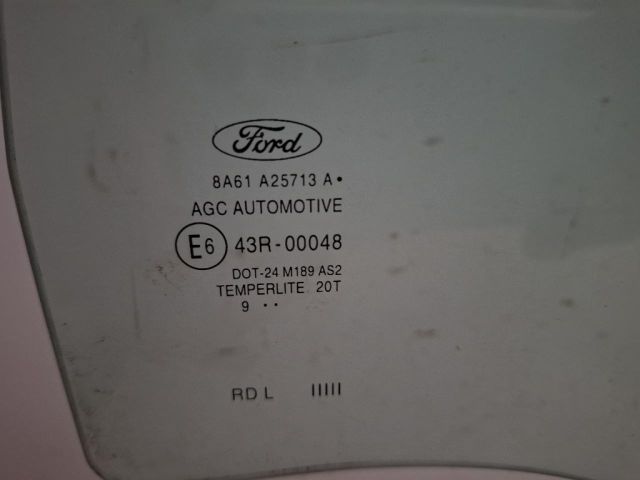 Ford
8A61 A25713 A•
AGC AUTOMOTIVE
E6 43R-00048
DOT-24 M189 AS2
TEMPERLITE 20T
9 ··
RD L IIIII